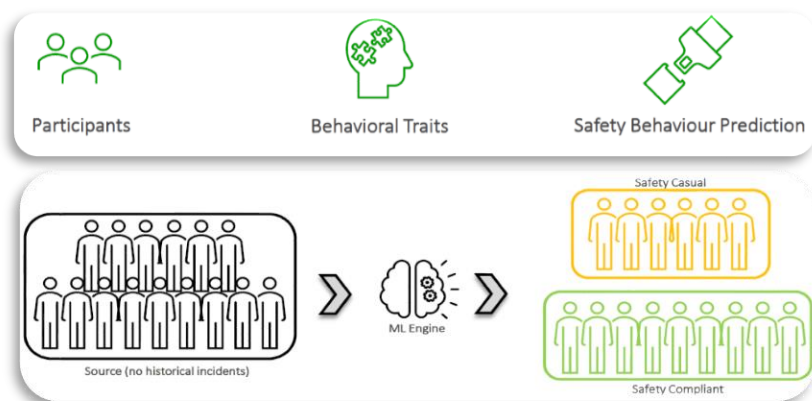 Participants
Behavioral Traits
Safety Behaviour Prediction
Safety Casual
ML Engine
Source (no historical incidents)
Safety Compliant